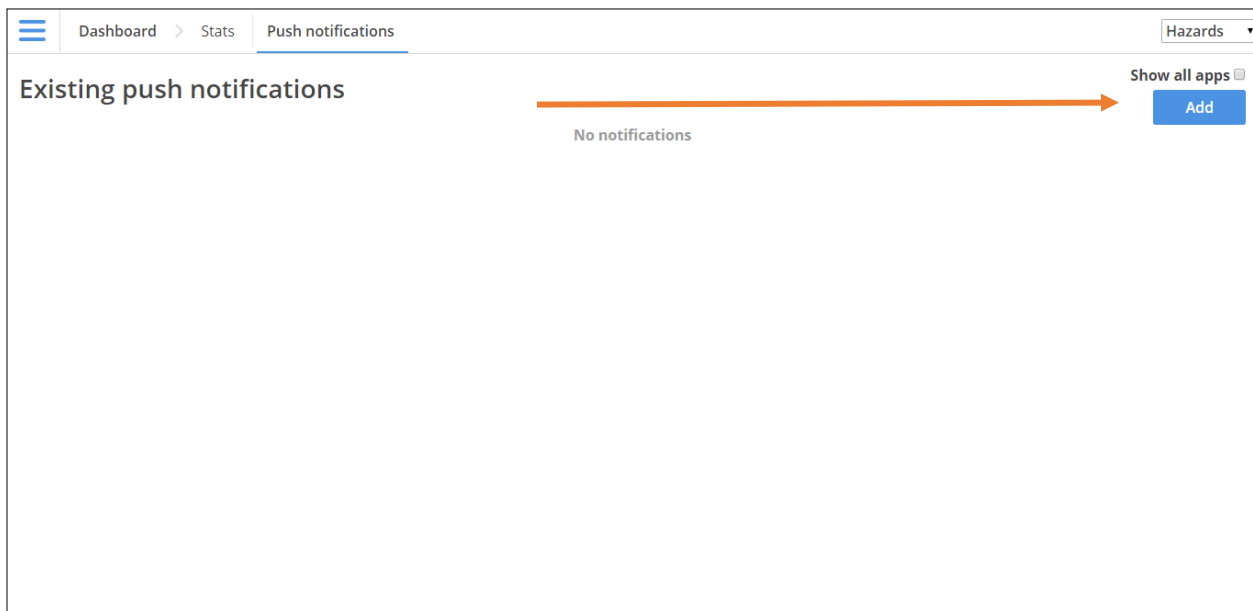 Dashboard Stats Push notifications Hazards
Show all apps
Existing push notifications
Add
No notifications